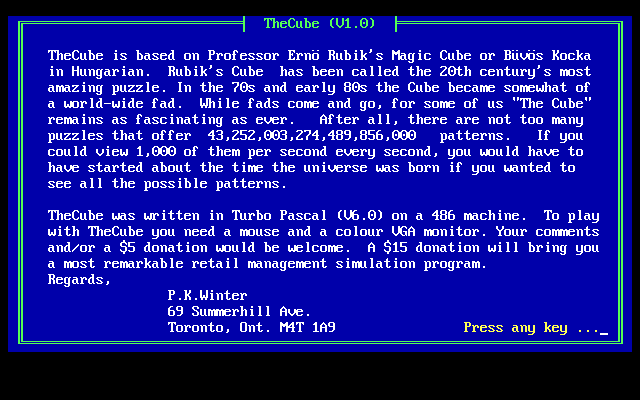 TheCube (V1.0)
TheCube is based on Professor Ernö Rubik's Magic Cube or Büvös Kocka
in Hungarian.  Rubik's Cube  has been called the 20th century's most
amazing puzzle. In the 70s and early 80s the Cube became somewhat of
a world-wide fad.  While fads come and go, for some of us "The Cube"
remains as fascinating as ever.   After all, there are not too many
puzzles that offer  43,252,003,274,489,856,000   patterns.   If you
could view 1,000 of them per second every second, you would have to
have started about the time the universe was born if you wanted to
see all the possible patterns.
TheCube was written in Turbo Pascal (V6.0) on a 486 machine.  To play
with TheCube you need a mouse and a colour VGA monitor. Your comments
and/or a $5 donation would be welcome.  A $15 donation will bring you
a most remarkable retail management simulation program.
Regards,
P.K.Winter
69 Summerhill Ave.
Toronto, Ont. M4T 1A9 Press any key ..._